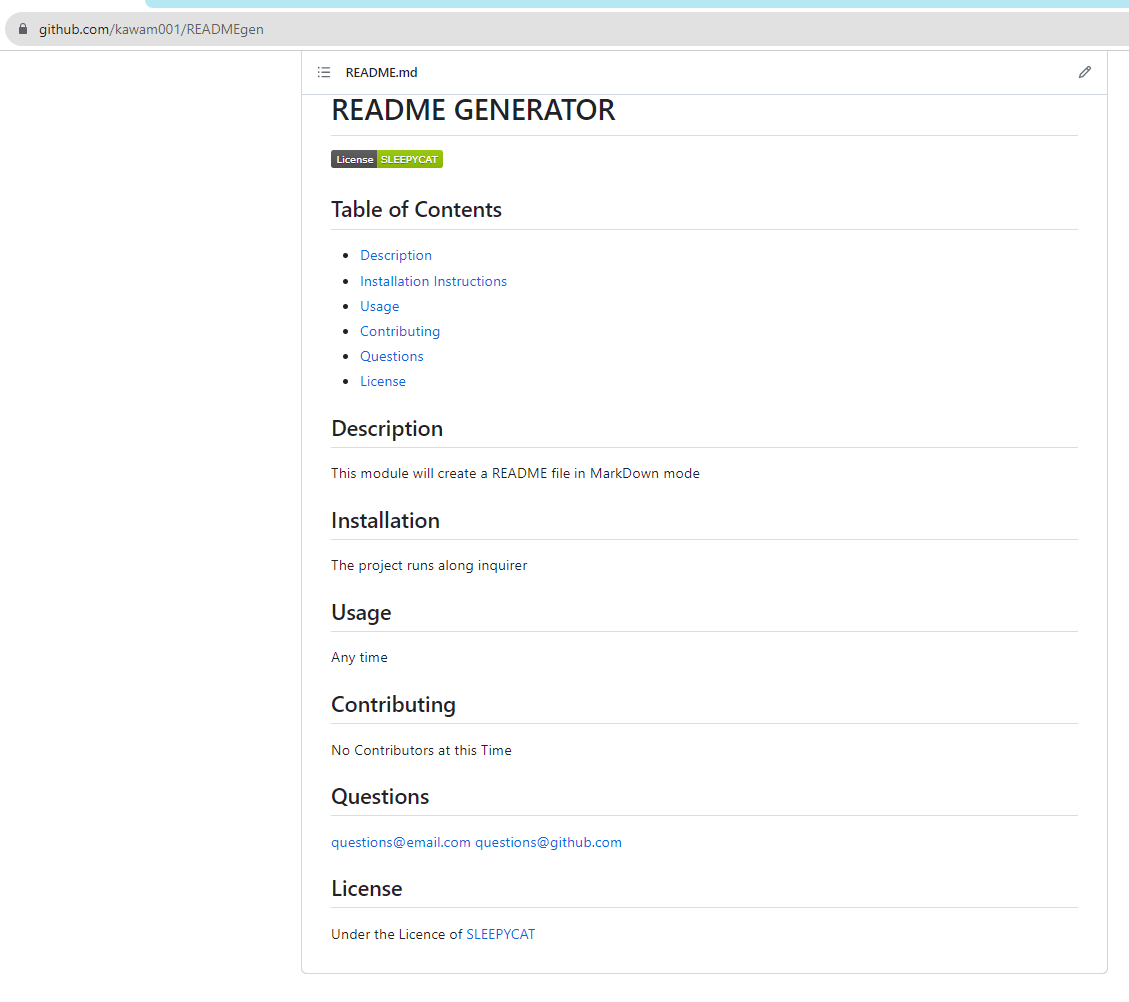 github.com/kawam001/READMEgen
README.md
README GENERATOR
License SLEEPYCAT
Table of Contents
Description
Installation Instructions
Usage
Contributing
Questions
License
Description
This module will create a README file in MarkDown mode
Installation
The project runs along inquirer
Usage
Any time
Contributing
No Contributors at this Time
Questions
questions@email.com questions@github.com
License
Under the Licence of SLEEPYCAT